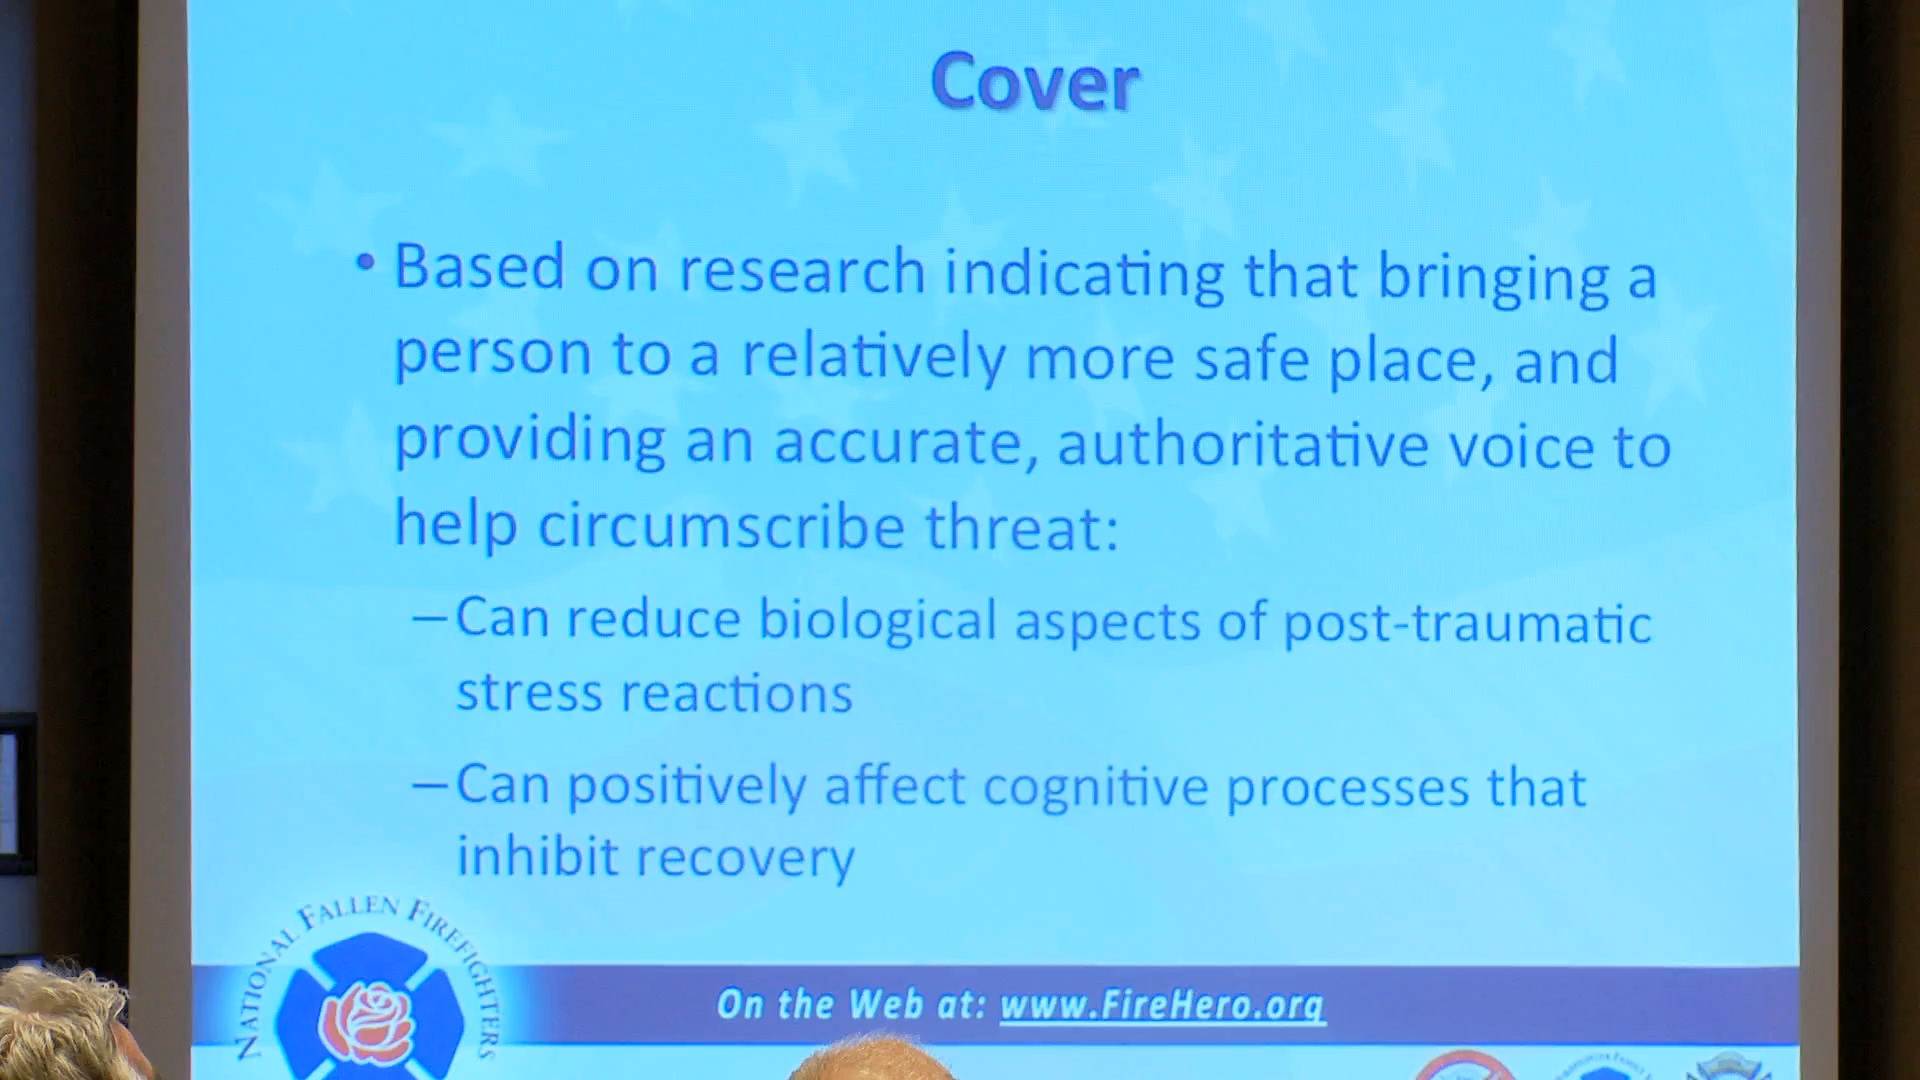 Cover
• Based on research indicating that bringing a
person to a relatively more safe place, and
providing an accurate, authoritative voice to
help circumscribe threat:
–Can reduce biological aspects of post-traumatic
stress reactions
–Can positively affect cognitive processes that
inhibit recovery
NATIONAL FALLEN FIREFIGHTERS
On the Web at: www.FireHero.org